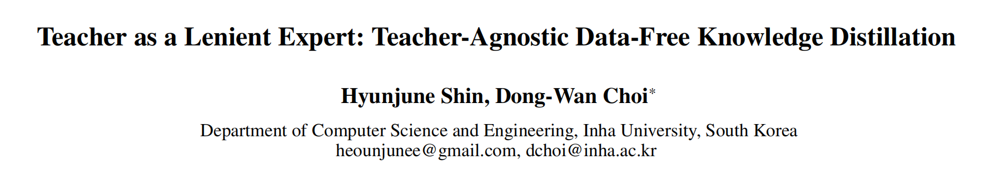 Teacher as a Lenient Expert: Teacher-Agnostic Data-Free Knowledge Distillation
Hyunjune Shin, Dong-Wan Choi*
Department of Computer Science and Engineering, Inha University, South Korea
heounjunee@gmail.com, dchoi@inha.ac.kr